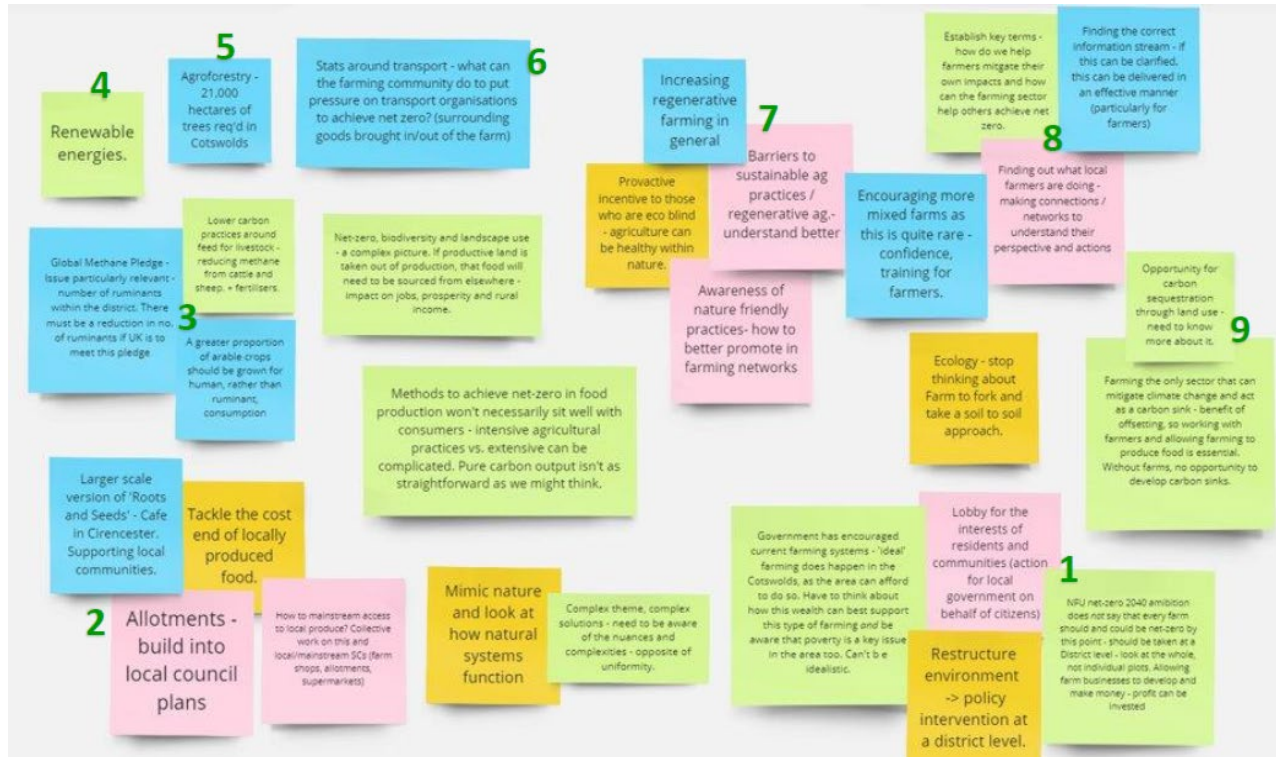 4
Renewable
energies.
5
Agroforestry -
21,000
hectares of
trees req'd in
Cotswolds
6
Stats around transport - what can
the farming community do to put
pressure on transport organisations
to achieve net zero? (surrounding
goods brought in/out of the farm)
Global Methane Pledge -
Issue particularly relevant -
number of ruminants
within the district. There
must be a reduction in no.
of ruminants if UK is to
meet this pledge
3
Lower carbon
practices around
feed for livestock -
reducing methane
from cattle and
sheep. + fertilisers.
A greater proportion
of arable crops
should be grown for
human, rather than
ruminant,
consumption
Net-zero, biodiversity and landscape use
- a complex picture. If productive land is
taken out of production, that food will
need to be sourced from elsewhere -
impact on jobs, prosperity and rural
income.
Methods to achieve net-zero in food
production won't necessarily sit well with
consumers - intensive agricultural
practices vs. extensive can be
complicated. Pure carbon output isn't as
straightforward as we might think.
Increasing
regenerative
farming in
general
7
Provactive
incentive to those
who are eco blind
- agriculture can
be healthy within
nature.
Barriers to
sustainable ag
practices /
regenerative ag.-
understand better
Awareness of
nature friendly
practices- how to
better promote in
farming networks
Encouraging more
mixed farms as
this is quite rare -
confidence,
training for
farmers.
Establish key terms -
how do we help
farmers mitgate their
own impacts and how
can the farming sector
help others achieve net
zero.
Finding the correct
information stream - if
this can be clarified,
this can be delivered in
an effective manner
(particularly for
farmers)
8
Finding out what local
farmers are doing -
making connections /
networks to
understand their
perspective and actions
Opportunity for
carbon
sequestration
through land use -
need to know
more about it.
9
Farming the only sector that can
mitigate climate change and act
as a carbon sink - benefit of
offsetting, so working with
farmers and allowing farming to
produce food is essential.
Without farms, no opportunity to
develop carbon sinks.
Ecology - stop
thinking about
Farm to fork and
take a soil to soil
approach.
Larger scale
version of 'Roots
and Seeds' - Cafe
in Cirencester.
Supporting local
communities.
Tackle the cost
end of locally
produced
food.
2
Allotments -
build into
local council
plans
How to mainstream access
to local produce? Collective
work on this and
local/mainstream SCs (farm
shops, allotments,
supermarkets)
Mimic nature
and look at
how natural
systems
function
Complex theme, complex
solutions - need to be aware
of the nuances and
complexities - opposite of
uniformity.
Government has encouraged
current farming systems - 'ideal'
farming does happen in the
Cotswolds, as the area can afford
to do so. Have to think about
how this wealth can best support
this type of farming and be
aware that poverty is a key issue
in the area too. Can't b e
idealistic.
Lobby for the
interests of
residents and
communities (action
for local
government on
behalf of citizens)
1
NFU net-zero 2040 amibition
does not say that every farm
should and could be net-zero by
this point - should be taken at a
District level - look at the whole,
not individual plots. Allowing
farm businesses to develop and
make money - profit can be
invested
Restructure
environment
-> policy
intervention at
a district level.